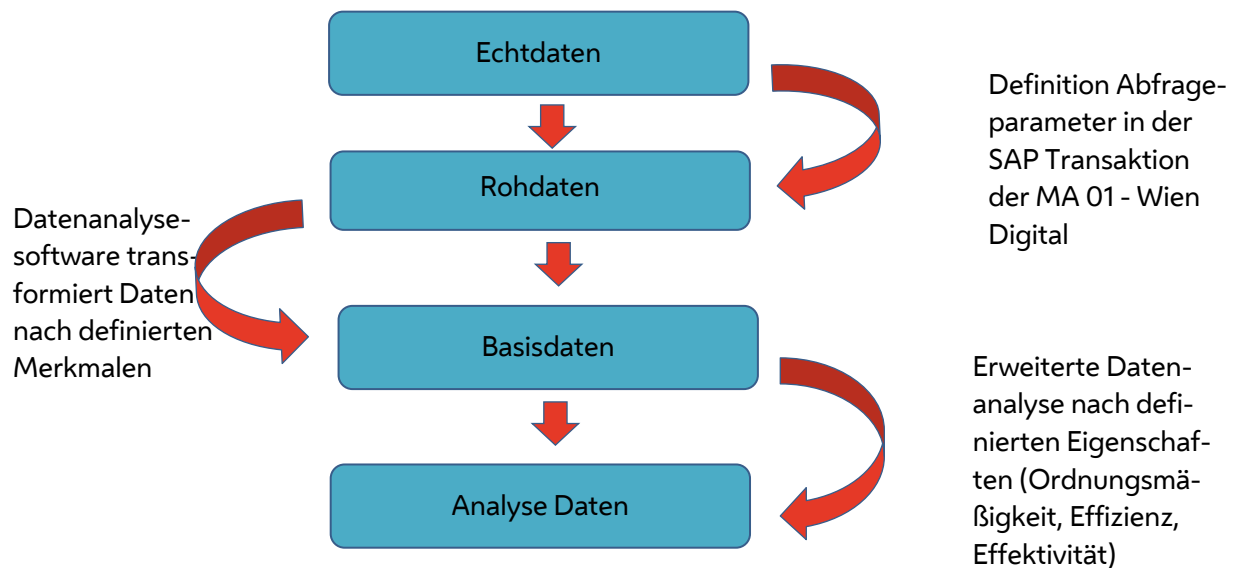 Echtdaten
Definition Abfrage-
parameter in der
SAP Transaktion
der MA 01 - Wien
Digital
Rohdaten
Datenanalyse-
software trans-
formiert Daten
nach definierten
Merkmalen
Basisdaten
Erweiterte Daten-
analyse nach defi-
nierten Eigenschaf-
ten (Ordnungsmä-
ßigkeit, Effizienz,
Effektivität)
Analyse Daten